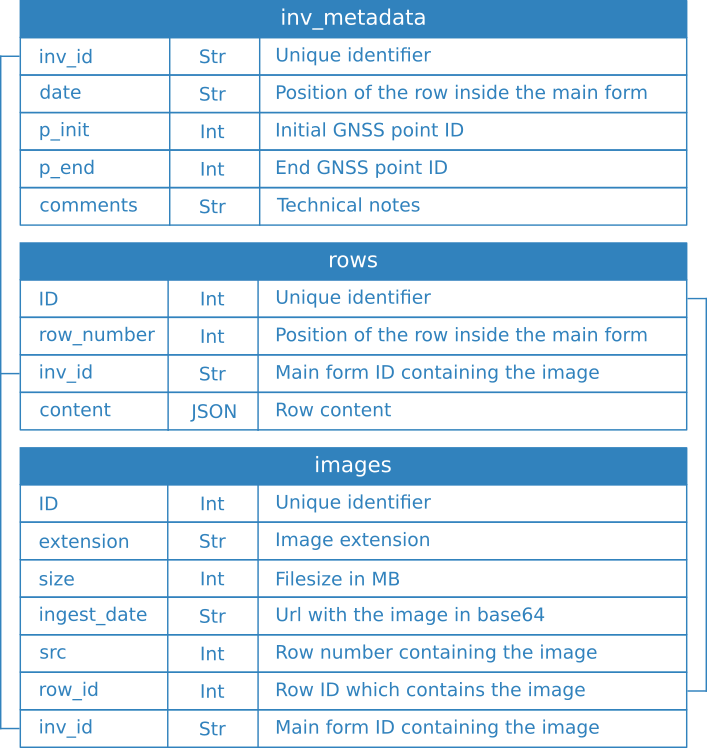 inv_metadata
inv_id Str Unique identifier
date Str Position of the row inside the main form
p_init Int Initial GNSS point ID
p_end Int End GNSS point ID
comments Str Technical notes
rows
ID Int Unique identifier
row_number Int Position of the row inside the main form
inv_id Str Main form ID containing the image
content JSON Row content
images
ID Int Unique identifier
extension Str Image extension
size Int Filesize in MB
ingest_date Str Url with the image in base64
src Int Row number containing the image
row_id Int Row ID which contains the image
inv_id Str Main form ID containing the image